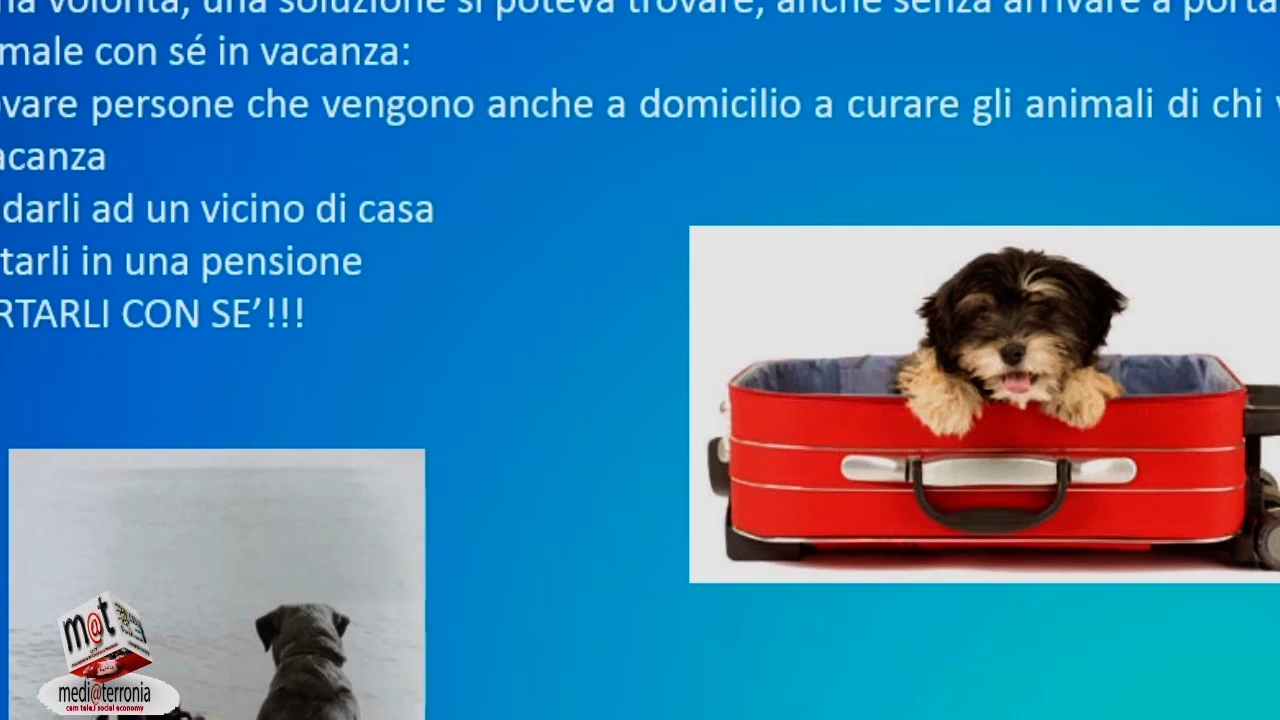 volontà, una soluzione si poteva trovare, anche senza arrivare a porta
male con sé in vacanza:
vare persone che vengono anche a domicilio a curare gli animali di chi v
acanza
darli ad un vicino di casa
tarli in una pensione
RTARLI CON SE'!!!
m@t
medi@terronia